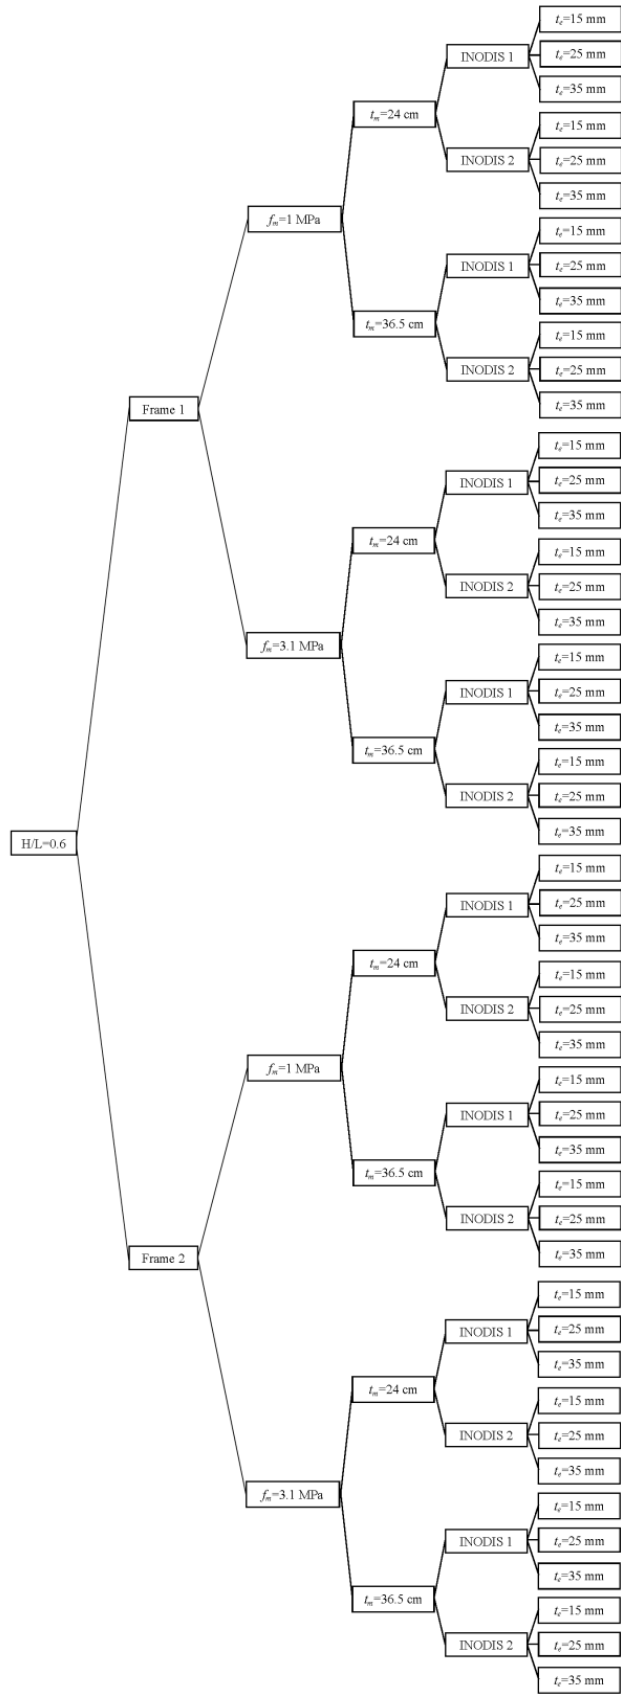 tₑ=15 mm
INODIS 1
tₑ=25 mm
tₑ=35 mm
tₘ=24 cm
tₑ=15 mm
INODIS 2
tₑ=25 mm
tₑ=35 mm
fₘ=1 MPa
tₑ=15 mm
INODIS 1
tₑ=25 mm
tₑ=35 mm
tₘ=36.5 cm
tₑ=15 mm
INODIS 2
tₑ=25 mm
tₑ=35 mm
Frame 1
tₑ=15 mm
INODIS 1
tₑ=25 mm
tₑ=35 mm
tₘ=24 cm
tₑ=15 mm
INODIS 2
tₑ=25 mm
tₑ=35 mm
fₘ=3.1 MPa
tₑ=15 mm
INODIS 1
tₑ=25 mm
tₑ=35 mm
tₘ=36.5 cm
tₑ=15 mm
INODIS 2
tₑ=25 mm
tₑ=35 mm
H/L=0.6
tₑ=15 mm
INODIS 1
tₑ=25 mm
tₑ=35 mm
tₘ=24 cm
tₑ=15 mm
INODIS 2
tₑ=25 mm
tₑ=35 mm
fₘ=1 MPa
tₑ=15 mm
INODIS 1
tₑ=25 mm
tₑ=35 mm
tₘ=36.5 cm
tₑ=15 mm
INODIS 2
tₑ=25 mm
tₑ=35 mm
Frame 2
tₑ=15 mm
INODIS 1
tₑ=25 mm
tₑ=35 mm
tₘ=24 cm
tₑ=15 mm
INODIS 2
tₑ=25 mm
tₑ=35 mm
fₘ=3.1 MPa
tₑ=15 mm
INODIS 1
tₑ=25 mm
tₑ=35 mm
tₘ=36.5 cm
tₑ=15 mm
INODIS 2
tₑ=25 mm
tₑ=35 mm